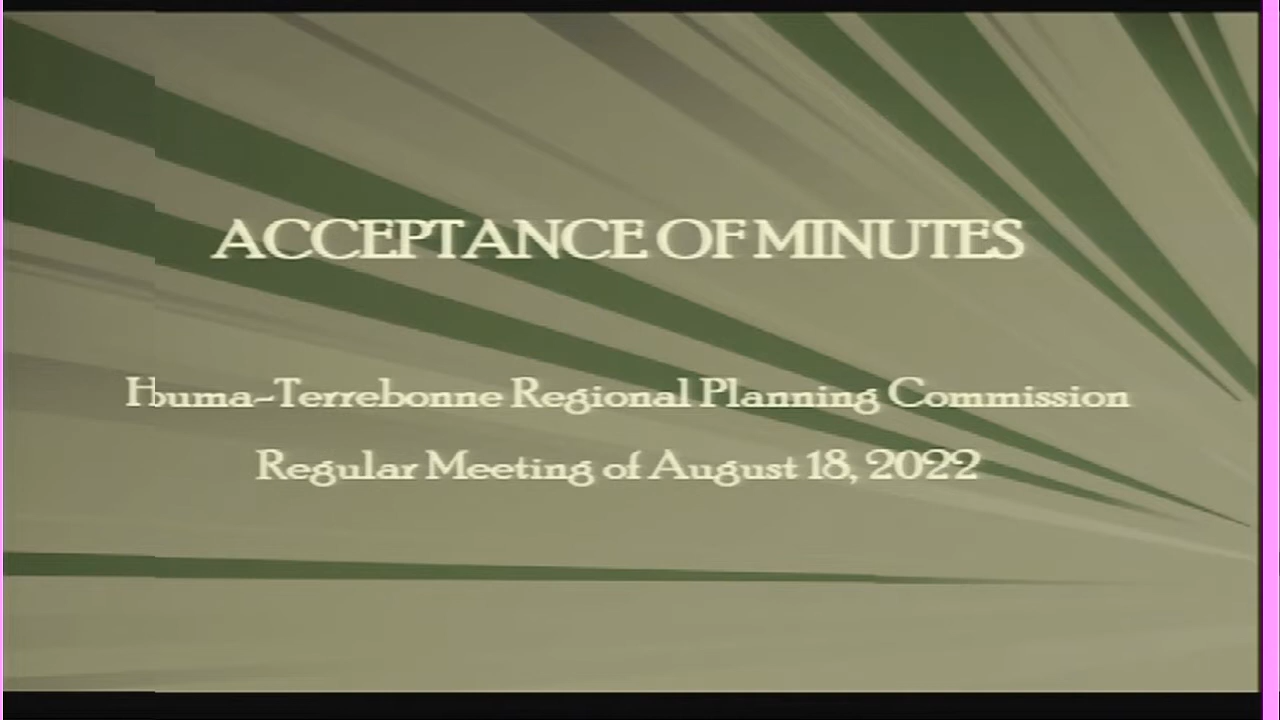 ACCEPTANCE OF MINUTES
Houma-Terrebonne Regional Planning Commission
Regular Meeting of August 18, 2022